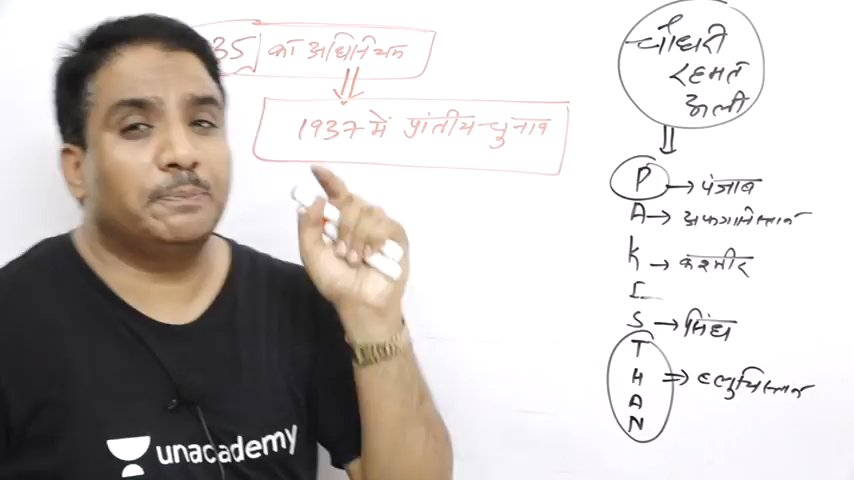 35 का अधिनियम
1937 में प्रांतीय चुनाव
चौधरी
रहमत
अली
P → पंजाब
A → अफगानिस्तान
K → कश्मीर
I
S → सिंध
T
H ⇒ बलुचिस्तान
A
N
unacademy